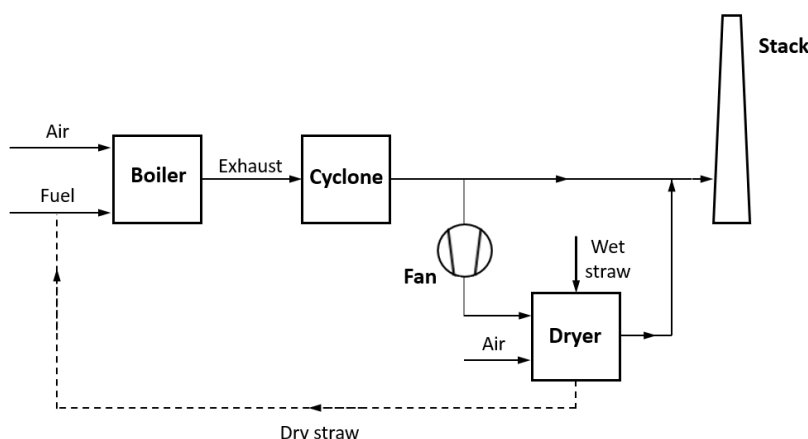 Stack
Air
Boiler
Exhaust
Cyclone
Fuel
Wet
straw
Fan
Air
Dryer
Dry straw